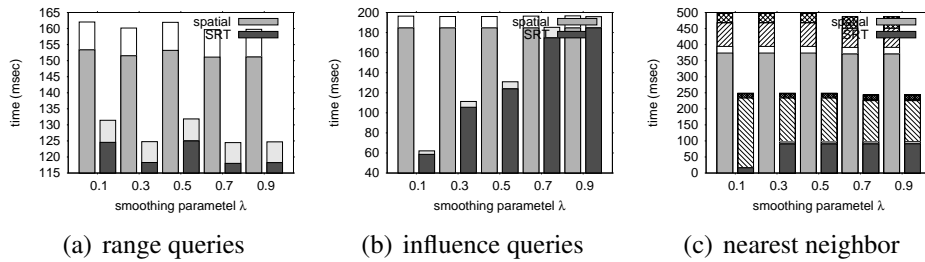 165
160
155
150
145
140
135
130
125
120
115
time (msec)
spatial
SRT
0.1 0.3 0.5 0.7 0.9
smoothing parametel λ
(a) range queries
200
180
160
140
120
100
80
60
40
time (msec)
spatial
SRT
0.1 0.3 0.5 0.7 0.9
smoothing parametel λ
(b) influence queries
500
450
400
350
300
250
200
150
100
50
0
time (msec)
spatial
SRT
0.1 0.3 0.5 0.7 0.9
smoothing parametel λ
(c) nearest neighbor